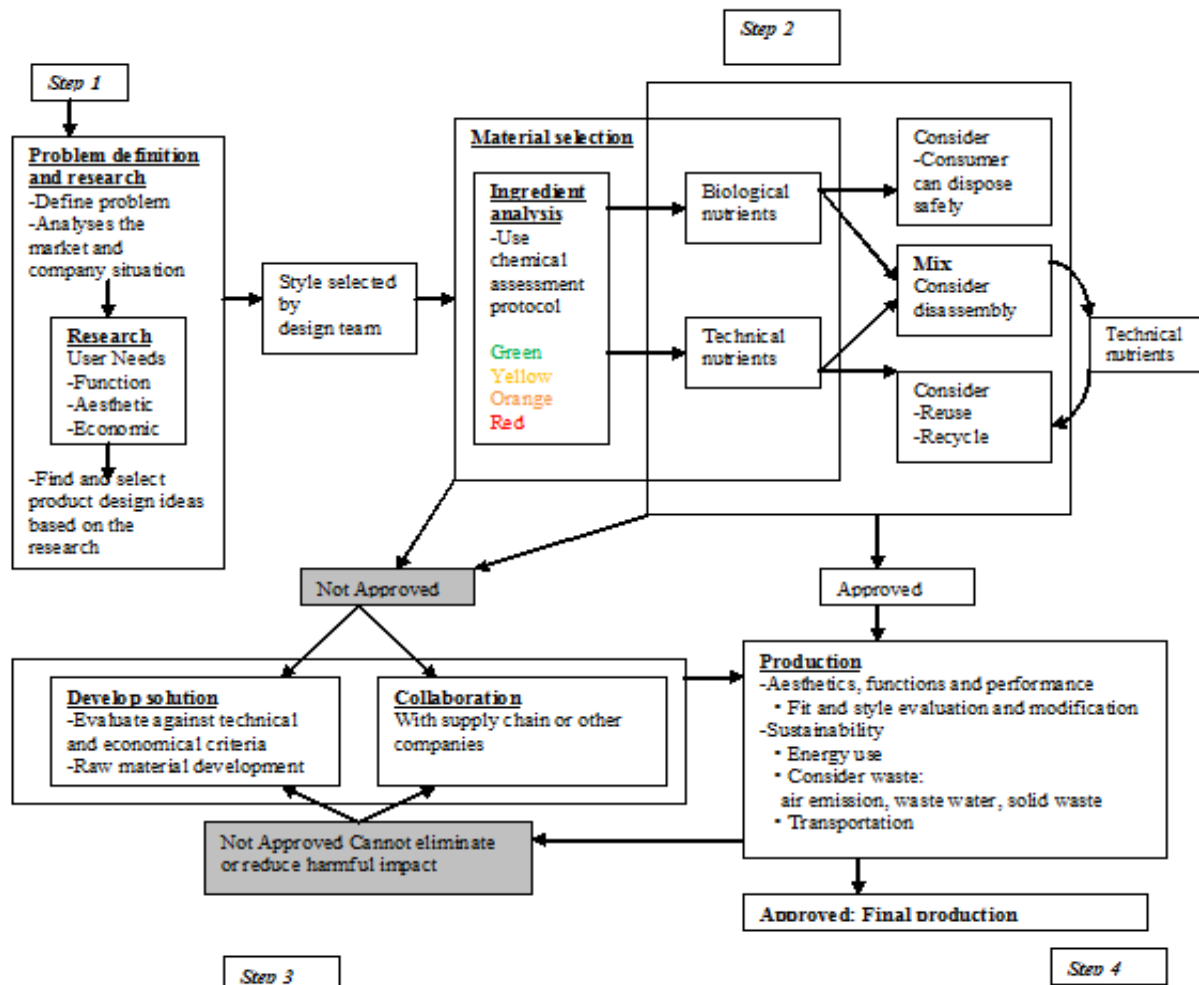 Step 2
Step 1
Problem definition
and research
-Define problem
-Analyses the
market and
company situation
Research
User Needs
-Function
-Aesthetic
-Economic
-Find and select
product design ideas
based on the
research
Style selected
by
design team
Material selection
Ingredient
analysis
-Use
chemical
assessment
protocol
Green
Yellow
Orange
Red
Biological
nutrients
Technical
nutrients
Consider
-Consumer
can dispose
safely
Mix
Consider
disassembly
Consider
-Reuse
-Recycle
Technical
nutrients
Not Approved
Approved
Develop solution
-Evaluate against technical
and economical criteria
-Raw material development
Collaboration
With supply chain or other
companies
Production
-Aesthetics, functions and performance
• Fit and style evaluation and modification
-Sustainability
• Energy use
• Consider waste:
air emission, waste water, solid waste
• Transportation
Not Approved Cannot eliminate
or reduce harmful impact
Approved: Final production
Step 3
Step 4